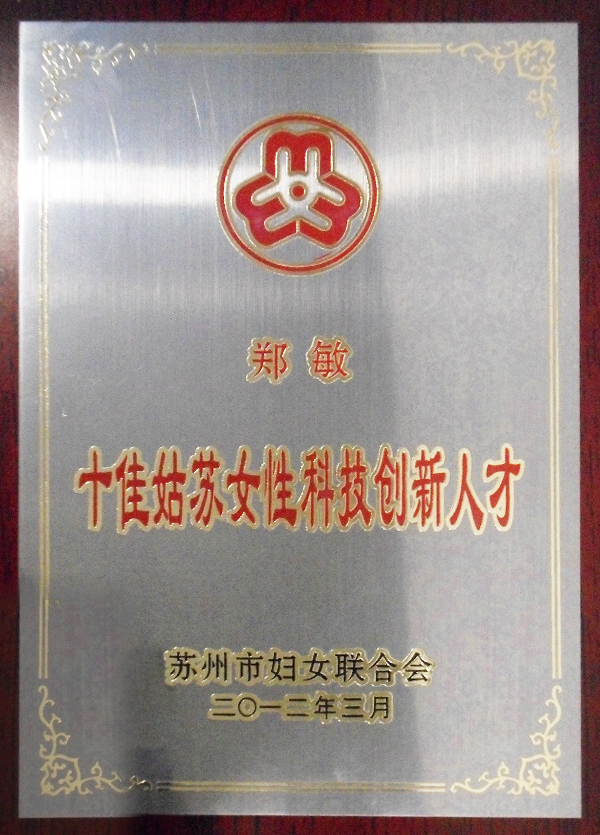 郑敏
十佳姑苏女性科技创新人才
苏州市妇女联合会
二〇一二年三月